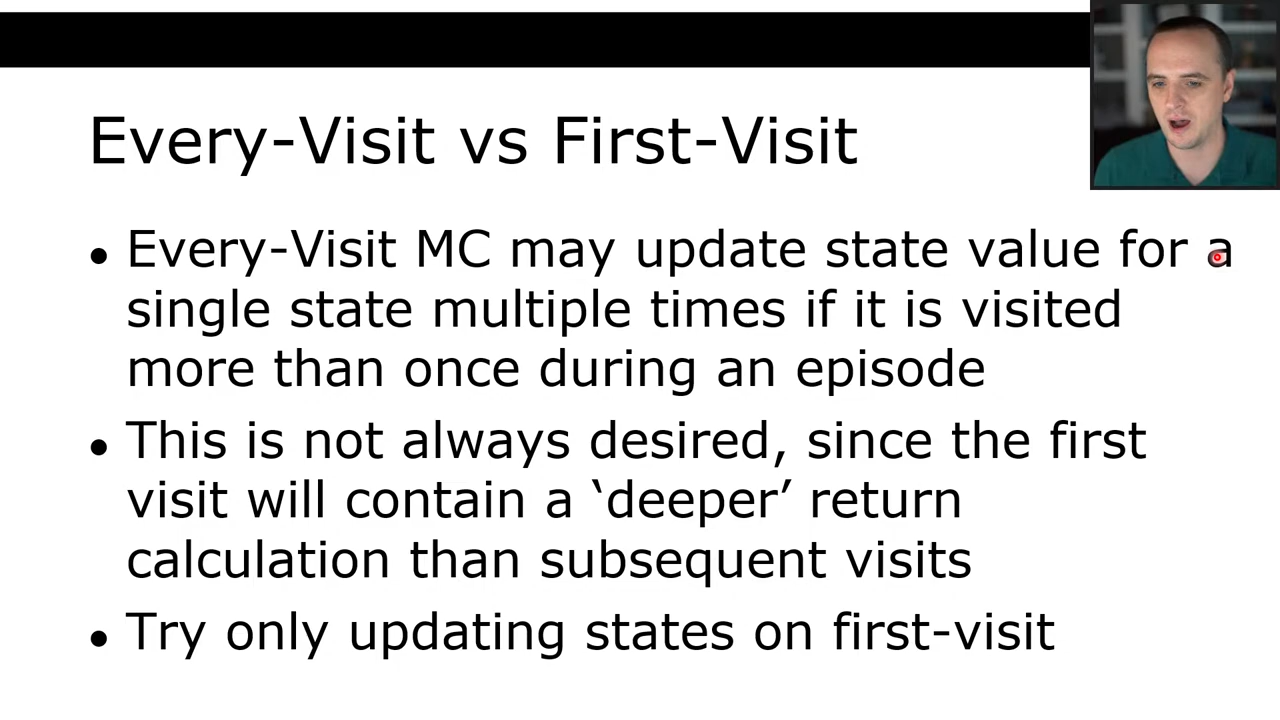 Every-Visit vs First-Visit
• Every-Visit MC may update state value for a
single state multiple times if it is visited
more than once during an episode
• This is not always desired, since the first
visit will contain a ‘deeper’ return
calculation than subsequent visits
• Try only updating states on first-visit